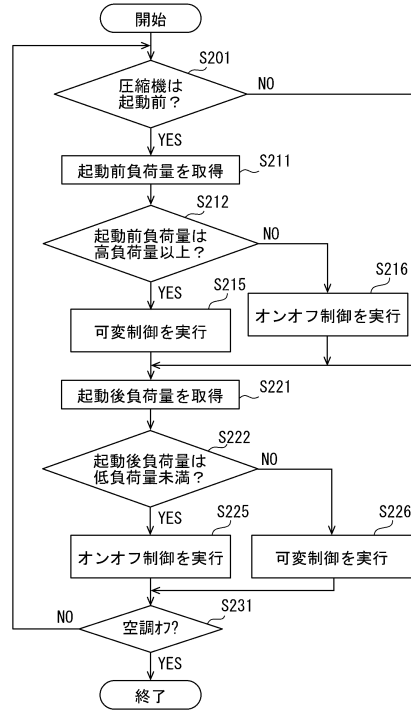 開始
S201
圧縮機は
起動前？
NO
YES
起動前負荷量を取得
S211
S212
起動前負荷量は
高負荷量以上？
NO
YES
S215
S216
可変制御を実行
オンオフ制御を実行
起動後負荷量を取得
S221
S222
起動後負荷量は
低負荷量未満？
NO
YES
S225
S226
オンオフ制御を実行
可変制御を実行
S231
NO
空調ｵﾌ?
YES
終了